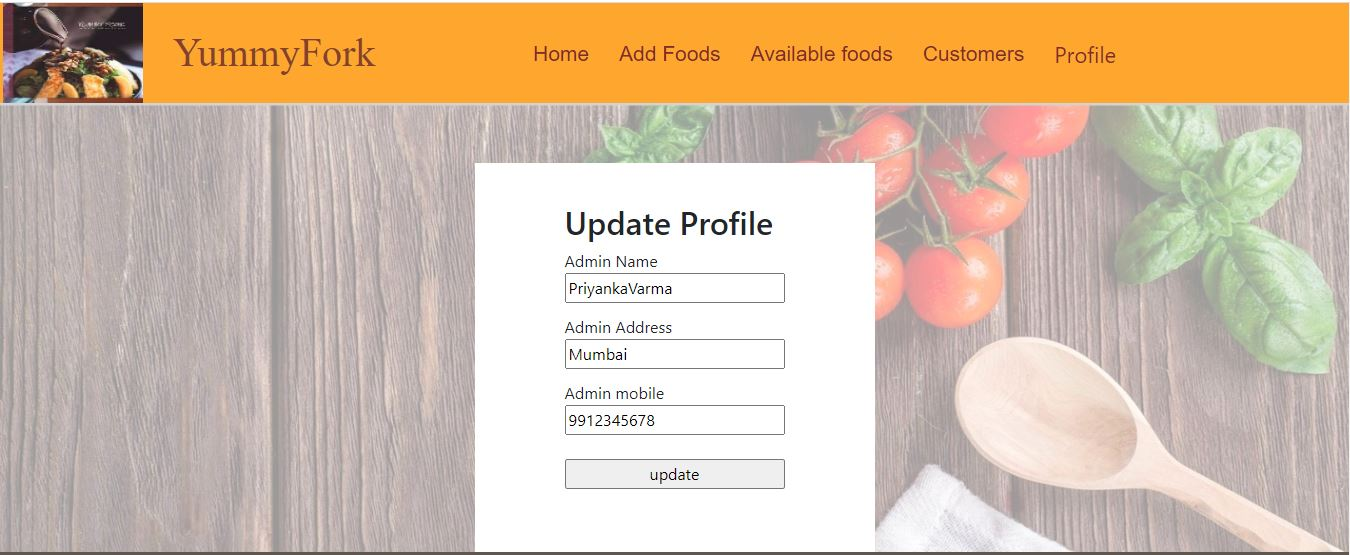 YummyFork
Home Add Foods Available foods Customers Profile
Update Profile
Admin Name
PriyankaVarma
Admin Address
Mumbai
Admin mobile
9912345678
update